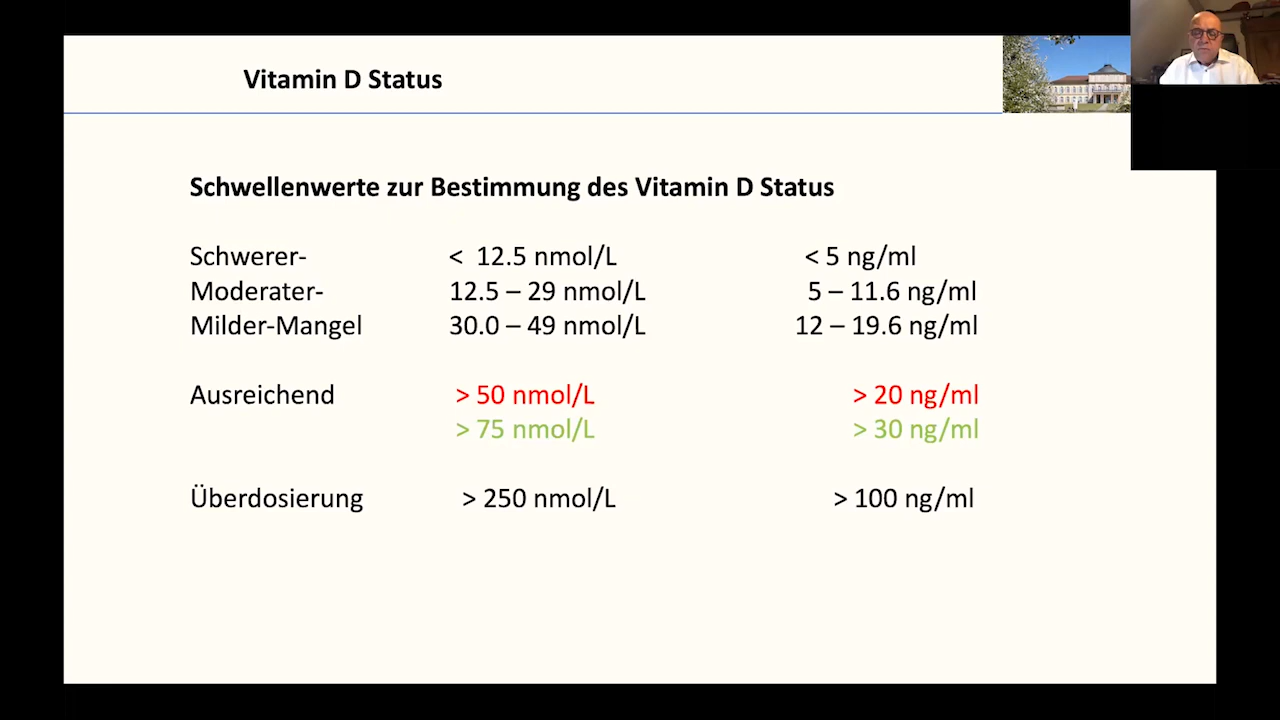 Vitamin D Status
Schwellenwerte zur Bestimmung des Vitamin D Status
Schwerer- < 12.5 nmol/L < 5 ng/ml
Moderater- 12.5 – 29 nmol/L 5 – 11.6 ng/ml
Milder-Mangel 30.0 – 49 nmol/L 12 – 19.6 ng/ml
Ausreichend > 50 nmol/L > 20 ng/ml
> 75 nmol/L > 30 ng/ml
Überdosierung > 250 nmol/L > 100 ng/ml